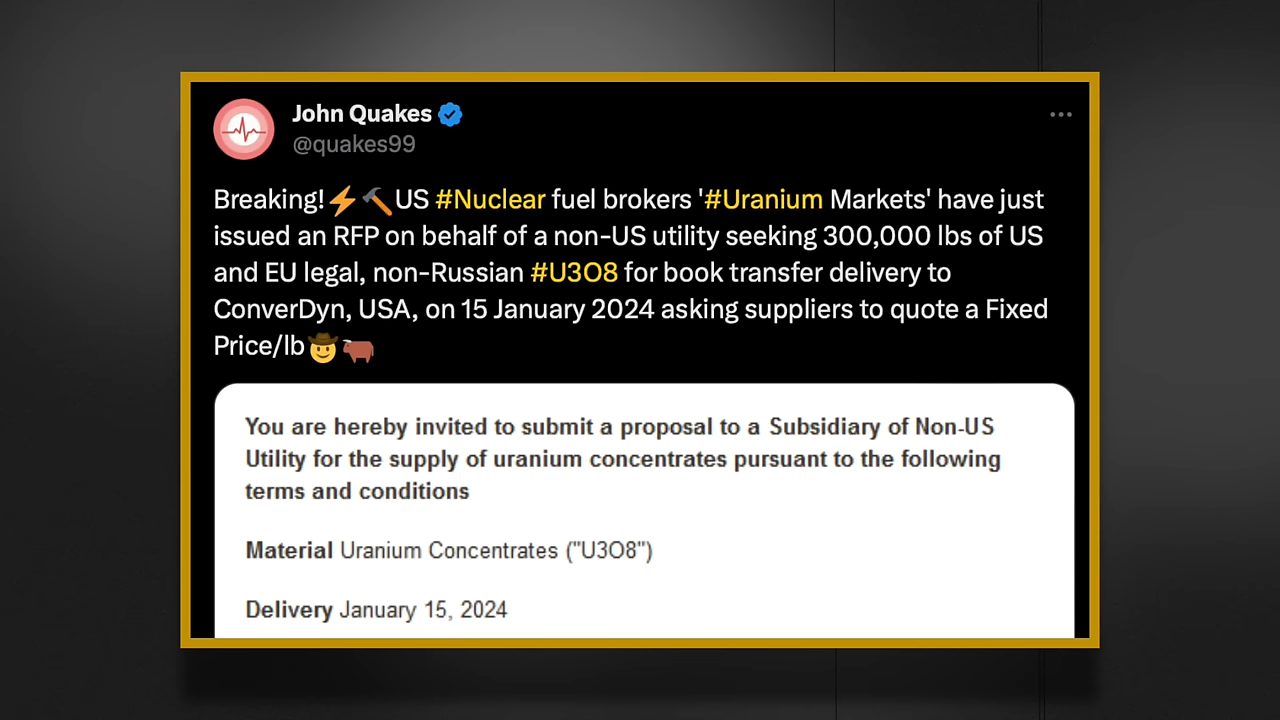 John Quakes
@quakes99
Breaking!⚡🔨US #Nuclear fuel brokers '#Uranium Markets' have just
issued an RFP on behalf of a non-US utility seeking 300,000 lbs of US
and EU legal, non-Russian #U3O8 for book transfer delivery to
ConverDyn, USA, on 15 January 2024 asking suppliers to quote a Fixed
Price/lb🤠🐂
You are hereby invited to submit a proposal to a Subsidiary of Non-US
Utility for the supply of uranium concentrates pursuant to the following
terms and conditions
Material Uranium Concentrates ("U3O8")
Delivery January 15, 2024